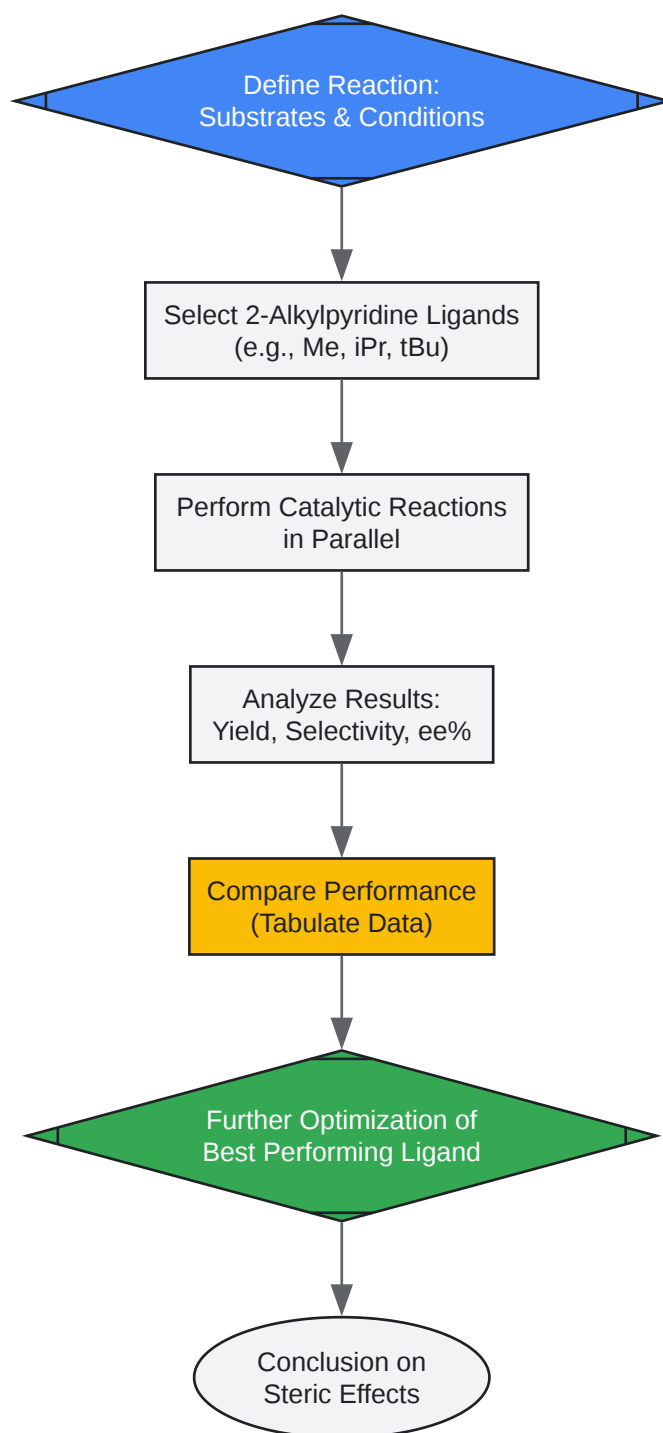 Define Reaction:
Substrates & Conditions
Select 2-Alkylpyridine Ligands
(e.g., Me, iPr, tBu)
Perform Catalytic Reactions
in Parallel
Analyze Results:
Yield, Selectivity, ee%
Compare Performance
(Tabulate Data)
Further Optimization of
Best Performing Ligand
Conclusion on
Steric Effects